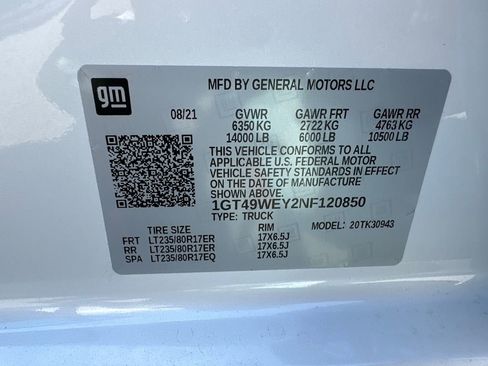 gm
MFD BY GENERAL MOTORS LLC
08/21 GVWR GAWR FRT GAWR RR
6350 KG 2722 KG 4763 KG
14000 LB 6000 LB 10500 LB
THIS VEHICLE CONFORMS TO ALL
APPLICABLE U.S. FEDERAL MOTOR
VEHICLE SAFETY STANDARDS IN EFFECT
ON THE DATE OF MANUFACTURE
SHOWN ABOVE.
1GT49WEY2NF120850
TYPE: TRUCK
TIRE SIZE RIM MODEL: 20TK30943
FRT LT235/80R17ER 17X6.5J
RR LT235/80R17ER 17X6.5J
SPA LT235/80R17EQ 17X6.5J